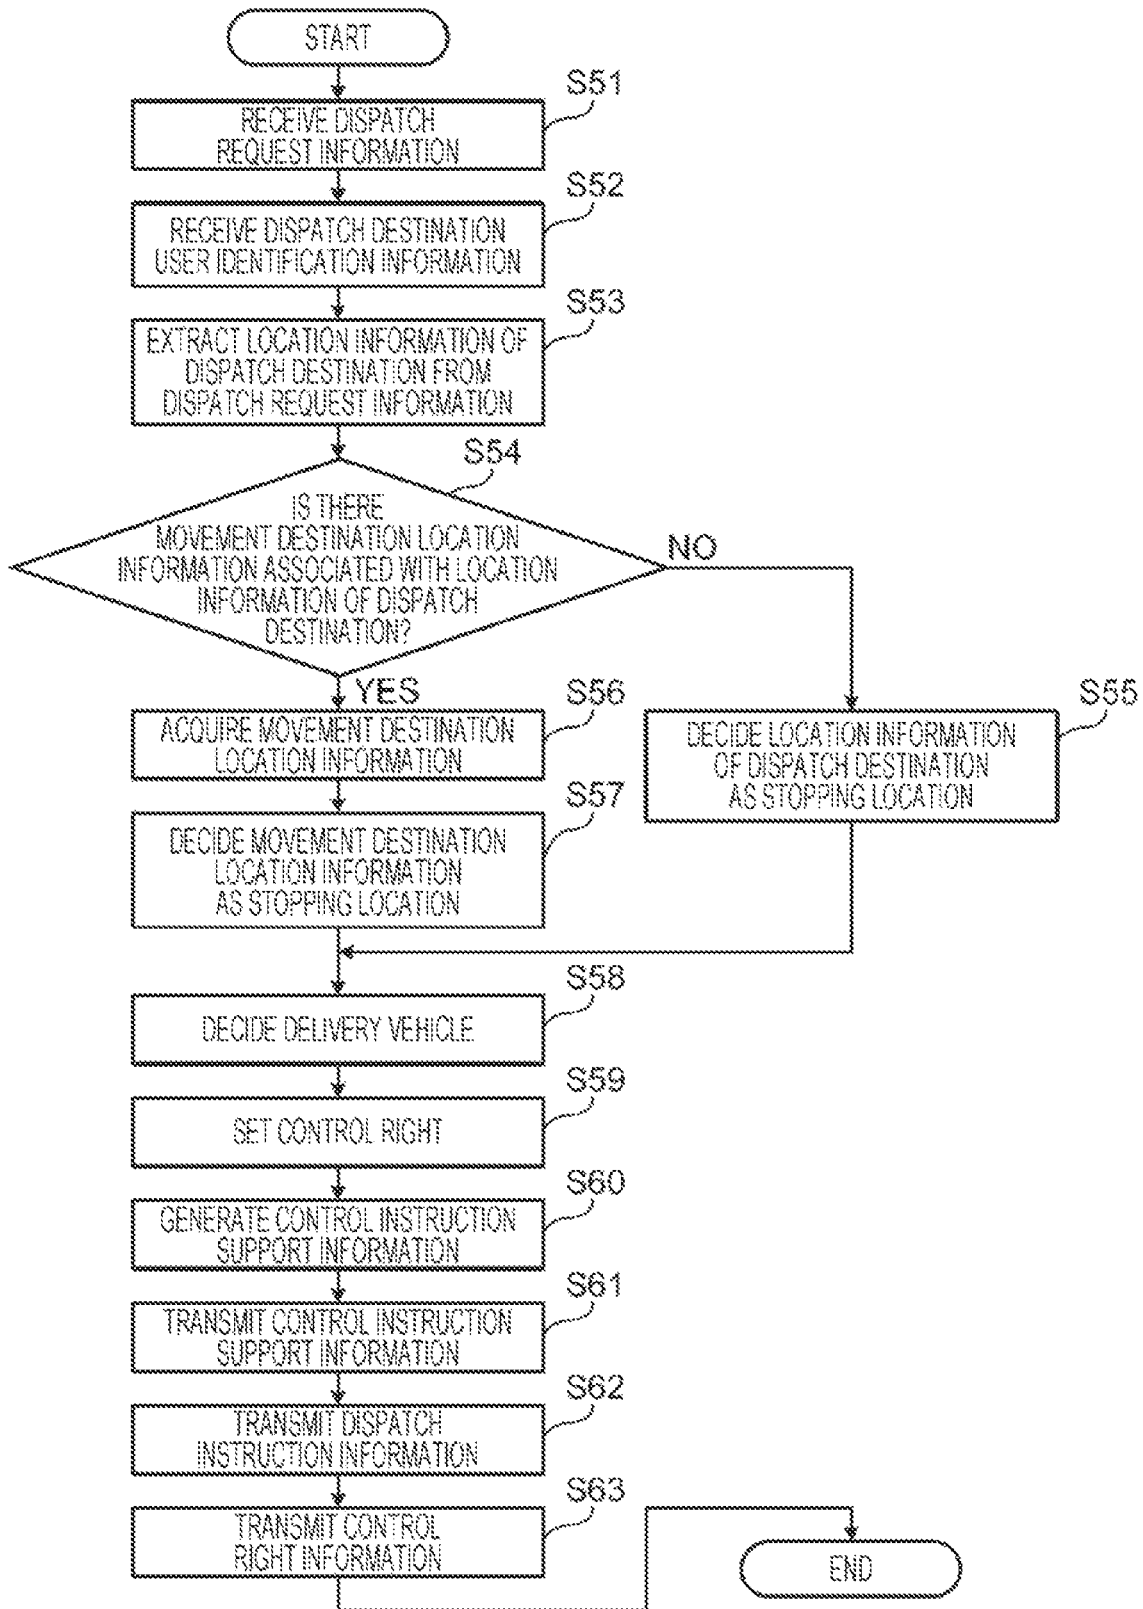 START
S51
RECEIVE DISPATCH
REQUEST INFORMATION
S52
RECEIVE DISPATCH DESTINATION
USER IDENTIFICATION INFORMATION
S53
EXTRACT LOCATION INFORMATION OF
DISPATCH DESTINATION FROM
DISPATCH REQUEST INFORMATION
S54
IS THERE
MOVEMENT DESTINATION LOCATION
INFORMATION ASSOCIATED WITH LOCATION
INFORMATION OF DISPATCH
DESTINATION?
NO
YES
S56
ACQUIRE MOVEMENT DESTINATION
LOCATION INFORMATION
S55
DECIDE LOCATION INFORMATION
OF DISPATCH DESTINATION
AS STOPPING LOCATION
S57
DECIDE MOVEMENT DESTINATION
LOCATION INFORMATION
AS STOPPING LOCATION
S58
DECIDE DELIVERY VEHICLE
S59
SET CONTROL RIGHT
S60
GENERATE CONTROL INSTRUCTION
SUPPORT INFORMATION
S61
TRANSMIT CONTROL INSTRUCTION
SUPPORT INFORMATION
S62
TRANSMIT DISPATCH
INSTRUCTION INFORMATION
S63
TRANSMIT CONTROL
RIGHT INFORMATION
END